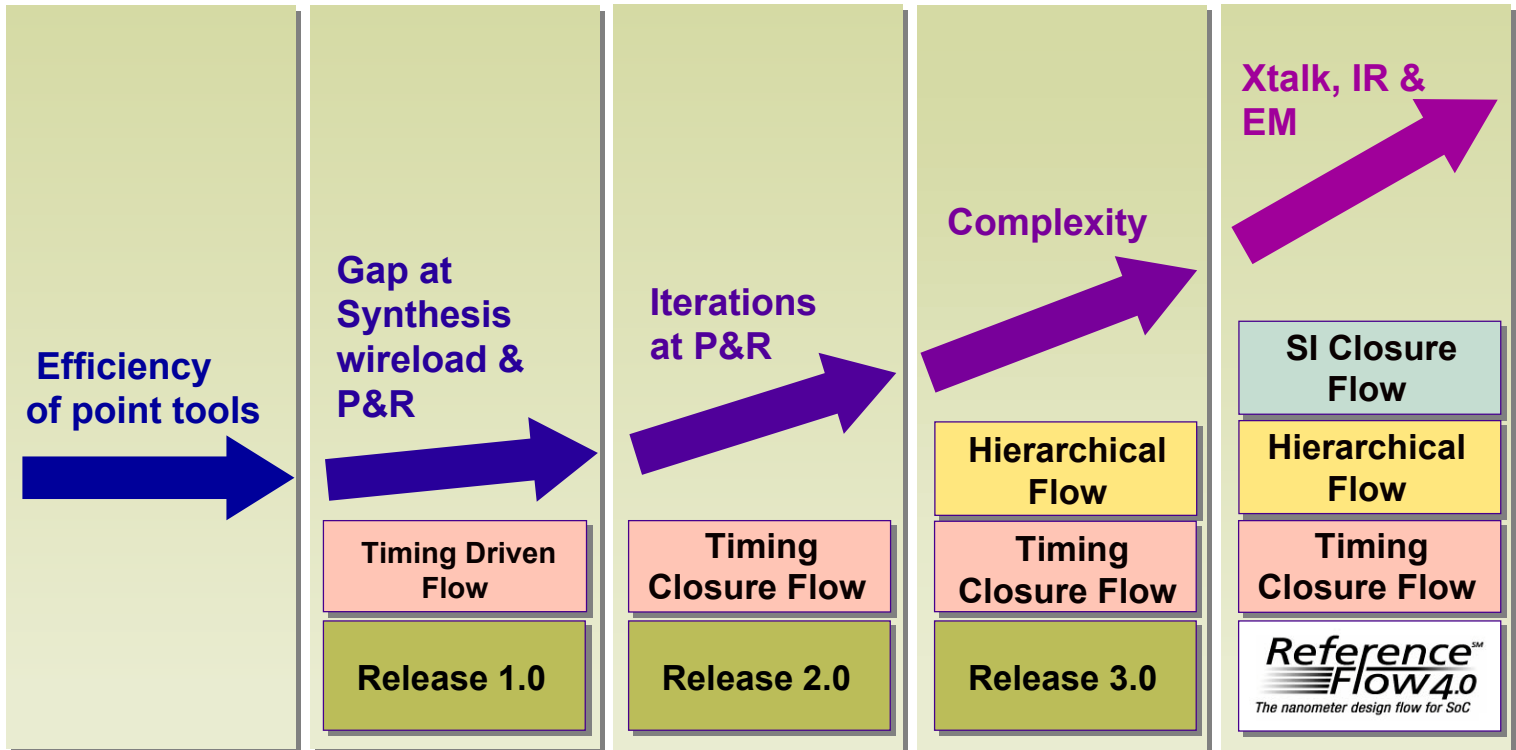 Efficiency
of point tools
Gap at
Synthesis
wireload &
P&R
Timing Driven
Flow
Release 1.0
Iterations
at P&R
Timing
Closure Flow
Release 2.0
Complexity
Hierarchical
Flow
Timing
Closure Flow
Release 3.0
Xtalk, IR &
EM
SI Closure
Flow
Hierarchical
Flow
Timing
Closure Flow
Reference SM
Flow 4.0
The nanometer design flow for SoC